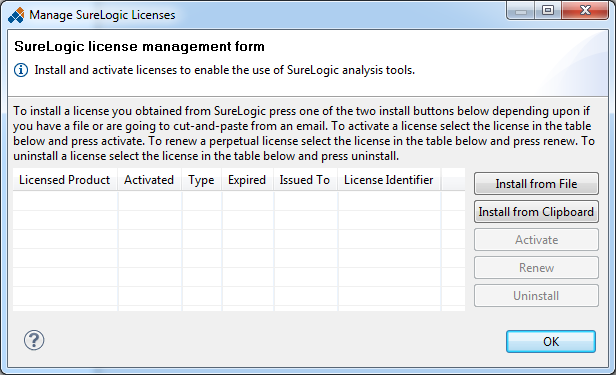 Manage SureLogic Licenses
SureLogic license management form
Install and activate licenses to enable the use of SureLogic analysis tools.
To install a license you obtained from SureLogic press one of the two install buttons below depending upon if
you have a file or are going to cut-and-paste from an email. To activate a license select the license in the table
below and press activate. To renew a perpetual license select the license in the table below and press renew. To
uninstall a license select the license in the table below and press uninstall.
Licensed Product Activated Type Expired Issued To License Identifier
Install from File
Install from Clipboard
Activate
Renew
Uninstall
?
OK